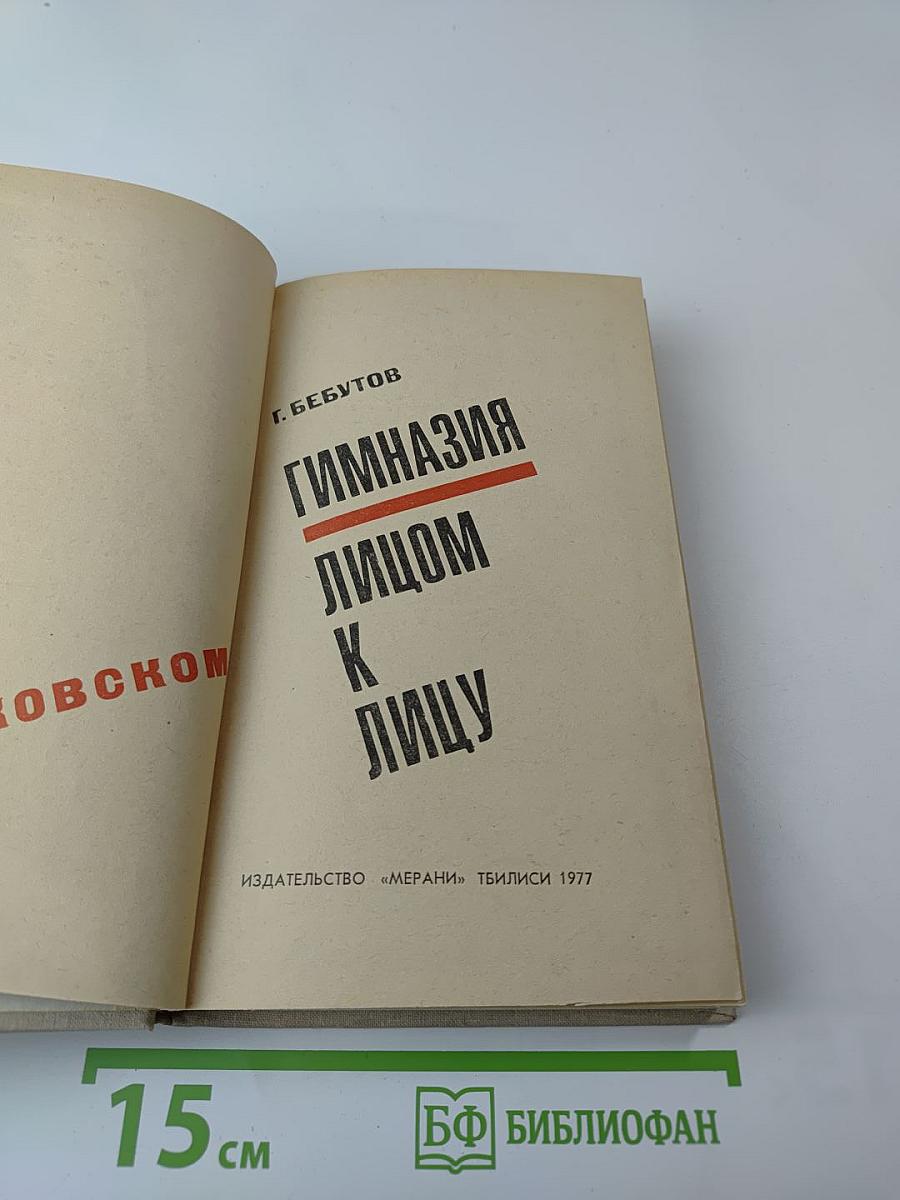 Г. БЕБУТОВ
ГИМНАЗИЯ
ЛИЦОМ
К
ЛИЦУ
КОВСКОМ
ИЗДАТЕЛЬСТВО «МЕРАНИ» ТБИЛИСИ 1977
15 см
БФ БИБЛИОФАН